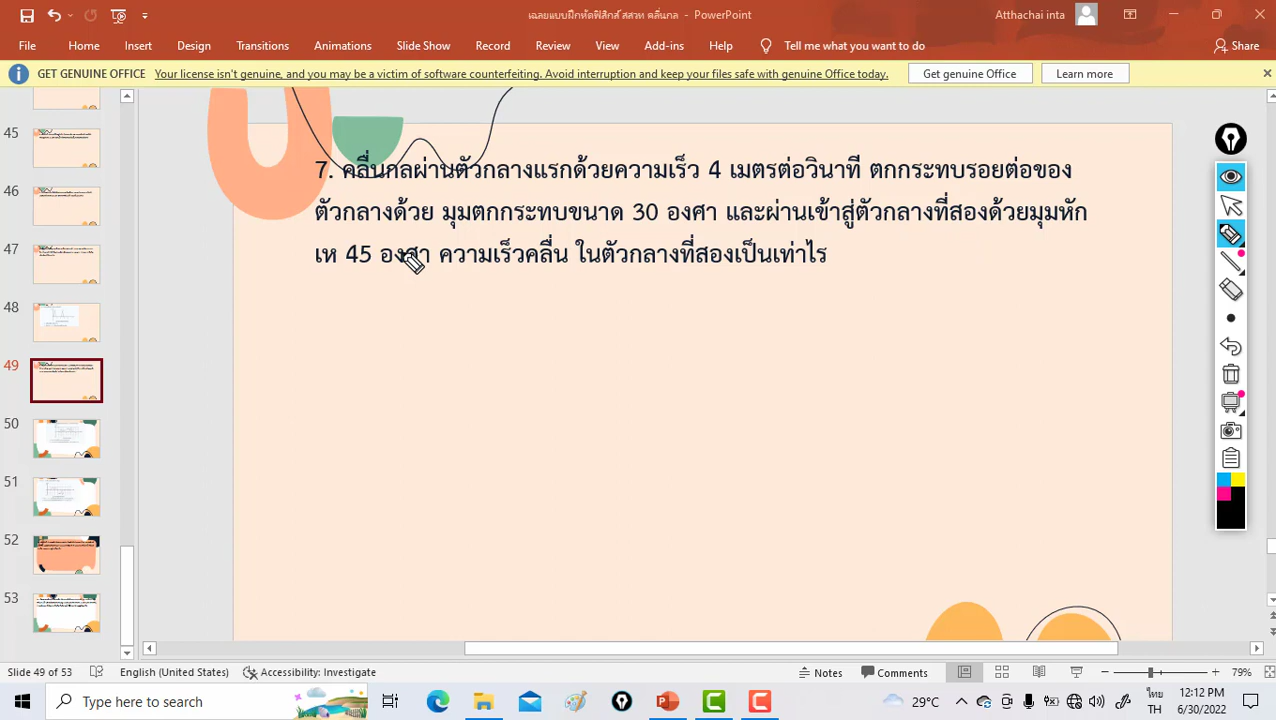 เฉลยแบบฝึกหัดฟิสิกส์ สสวท คลื่นกล - PowerPoint
Atthachai inta
File Home Insert Design Transitions Animations Slide Show Record Review View Add-ins Help Tell me what you want to do Share
GET GENUINE OFFICE Your license isn't genuine, and you may be a victim of software counterfeiting. Avoid interruption and keep your files safe with genuine Office today. Get genuine Office Learn more
45
46
47
48
49
50
51
52
53
7. คลื่นกลผ่านตัวกลางแรกด้วยความเร็ว 4 เมตรต่อวินาที ตกกระทบรอยต่อของ
ตัวกลางด้วย มุมตกกระทบขนาด 30 องศา และผ่านเข้าสู่ตัวกลางที่สองด้วยมุมหัก
เห 45 องศา ความเร็วคลื่น ในตัวกลางที่สองเป็นเท่าไร
Slide 49 of 53 English (United States) Accessibility: Investigate Notes Comments 79%
Type here to search 29°C ไทย 12:12 PM
TH 6/30/2022